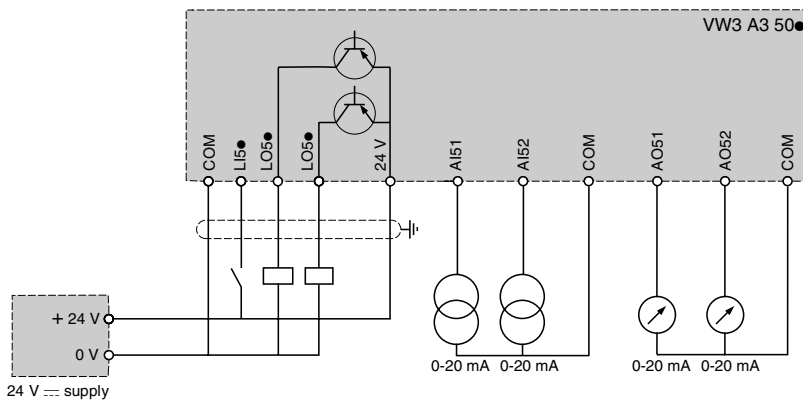 VW3 A3 50●
COM
LI5●
LO5●
LO5●
24 V
AI51
AI52
COM
AO51
AO52
COM
+ 24 V
0 V
24 V ⎓ supply
0-20 mA
0-20 mA
0-20 mA
0-20 mA